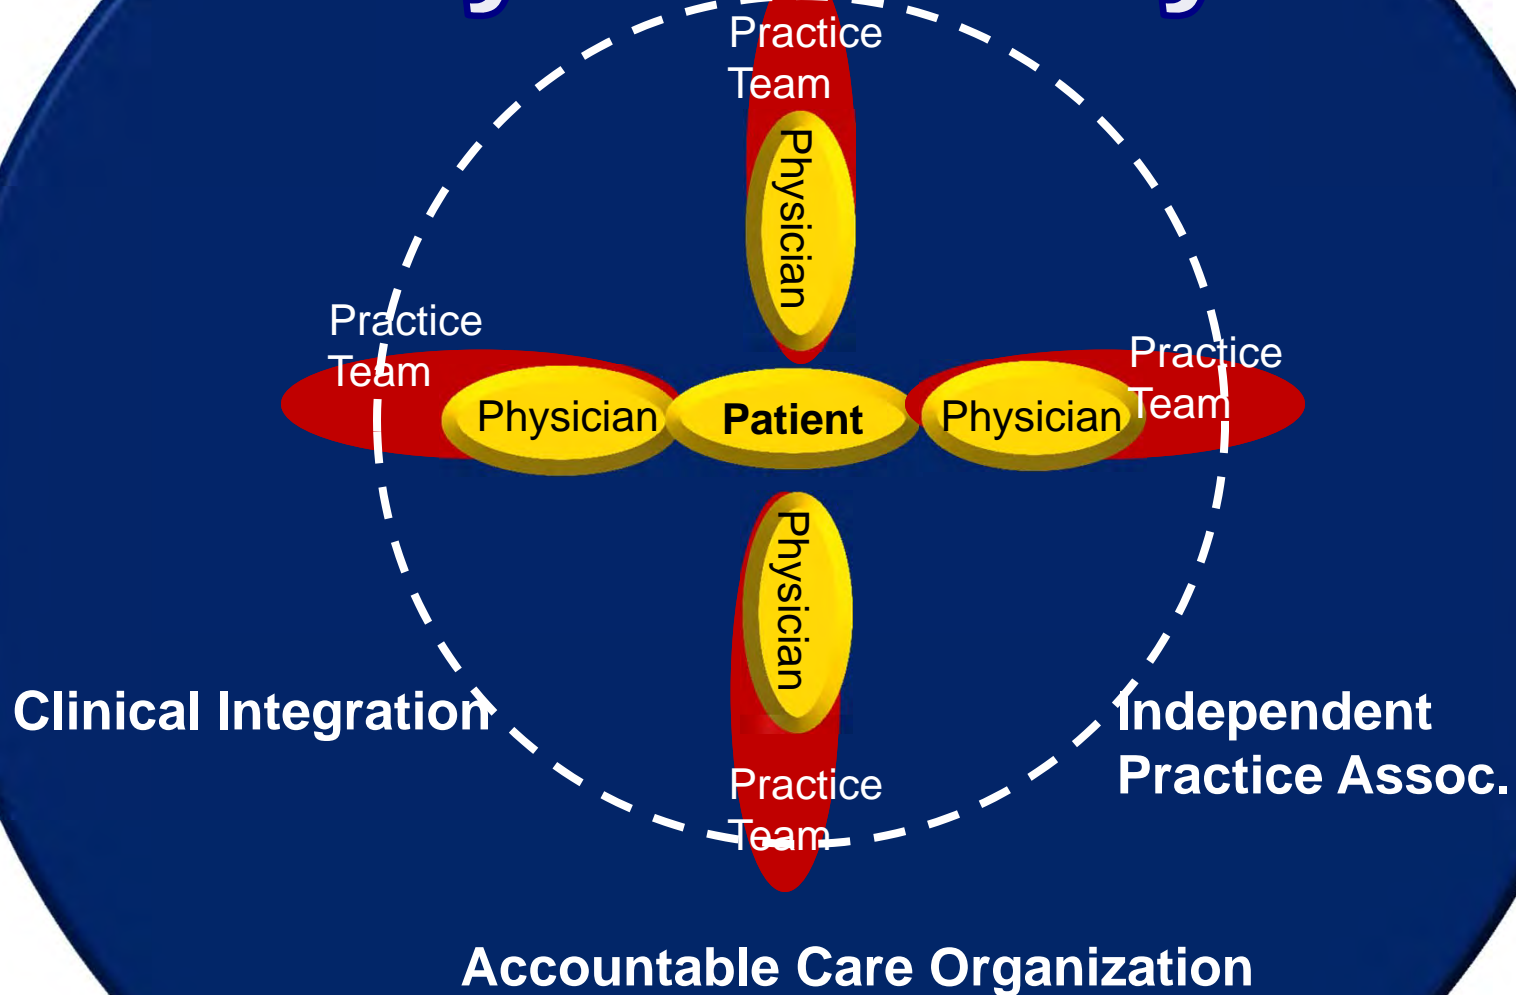 Practice
Team
Physician
Practice
Team
Practice
Team
Physician
Patient
Physician
Physician
Clinical Integration
Independent
Practice Assoc.
Practice
Team
Accountable Care Organization